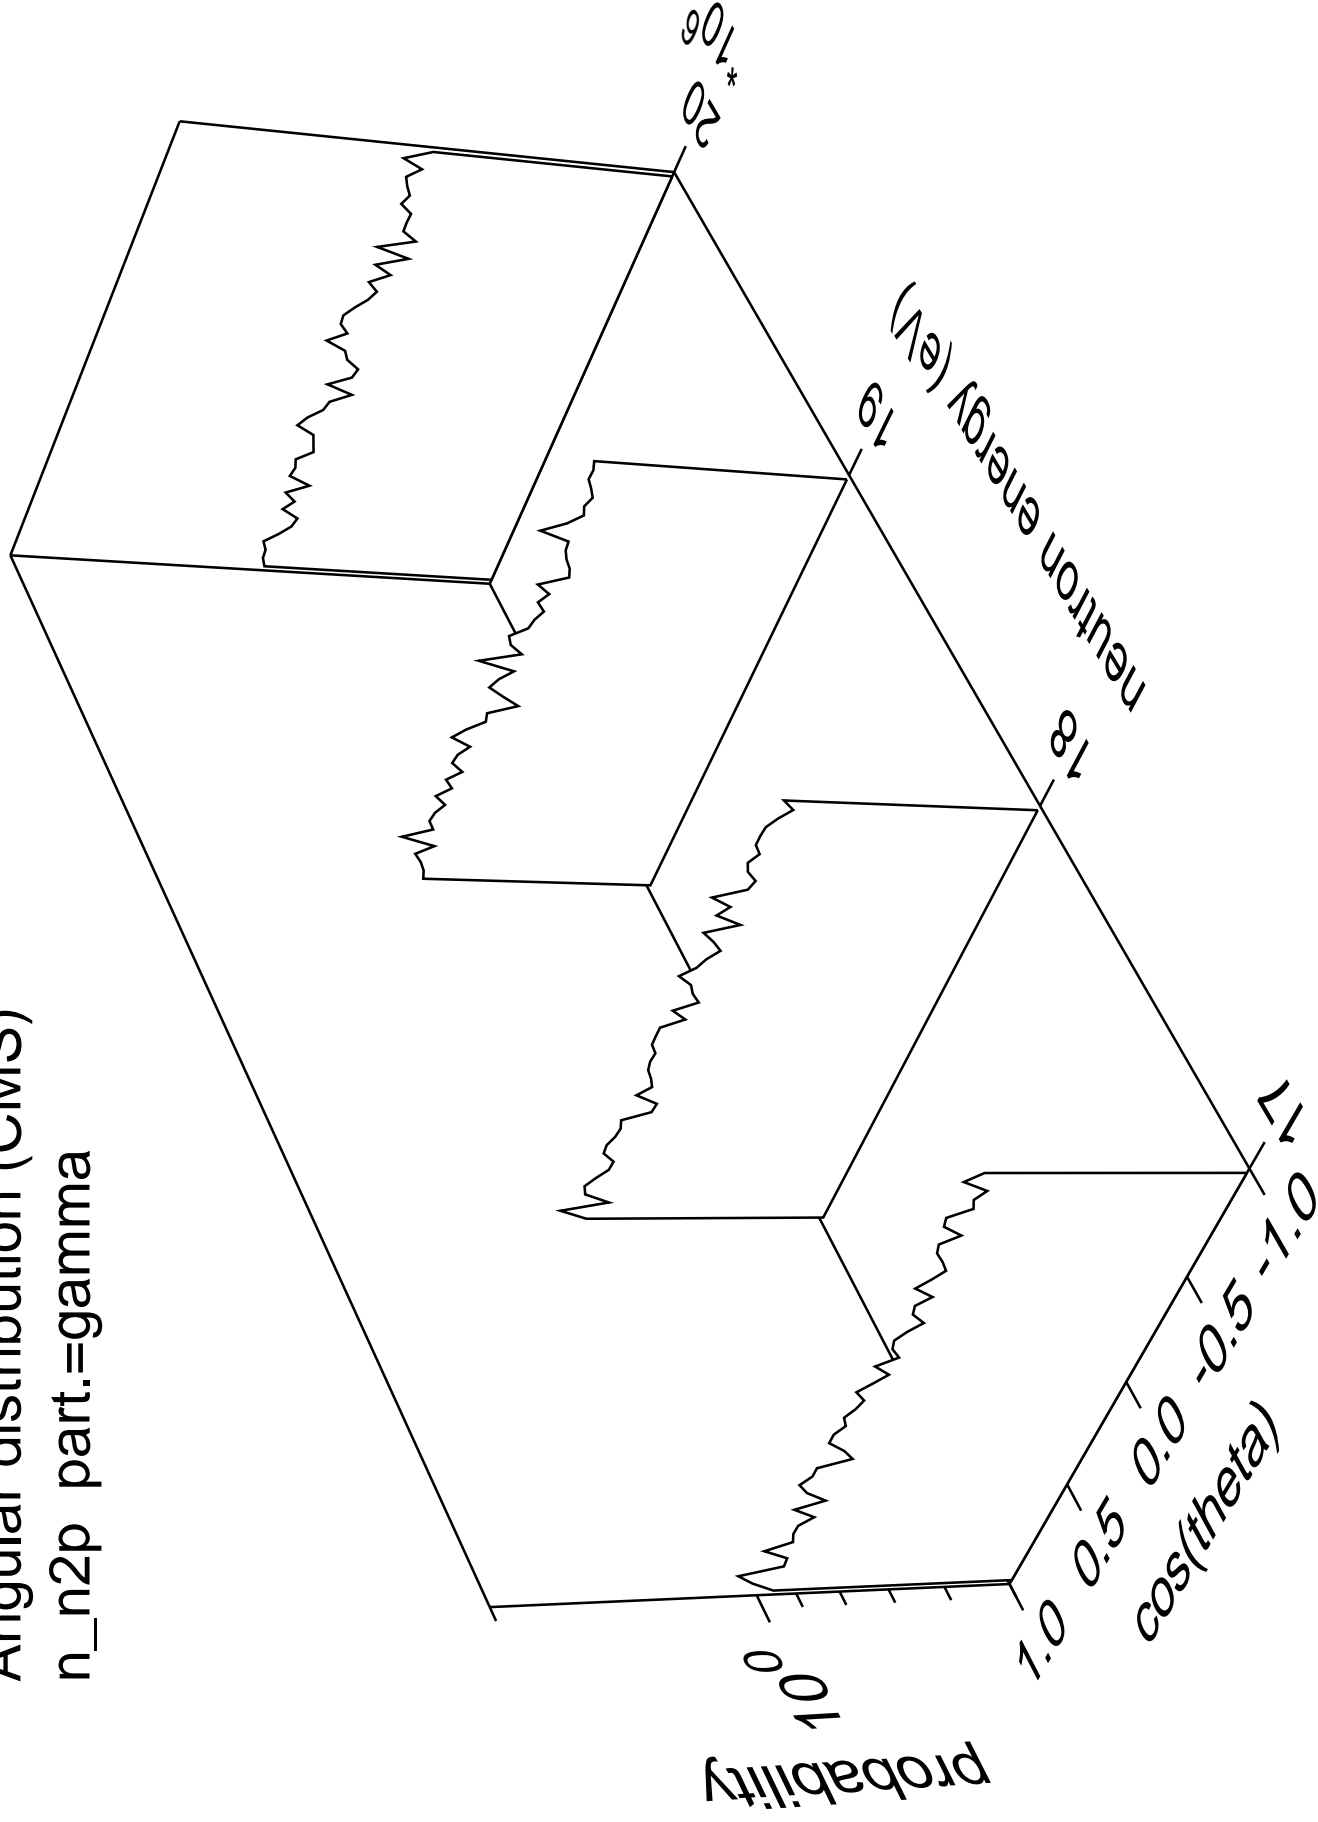 Angular distribution (CMS)
n_n2p part.=gamma
probability
10^0
1.0
0.5
0.0
-0.5
-1.0
cos(theta)
17
18
19
20
*10^6
neutron energy (eV)